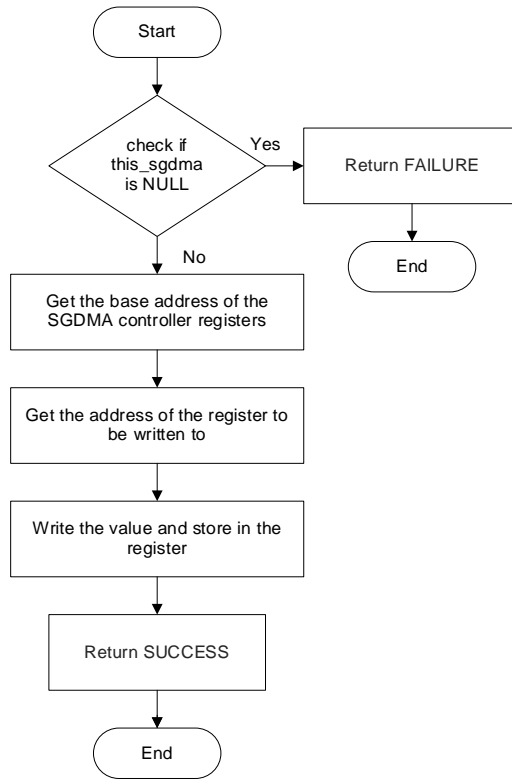 Start
check if
this_sgdma
is NULL
Yes
Return FAILURE
End
No
Get the base address of the
SGDMA controller registers
Get the address of the register to
be written to
Write the value and store in the
register
Return SUCCESS
End